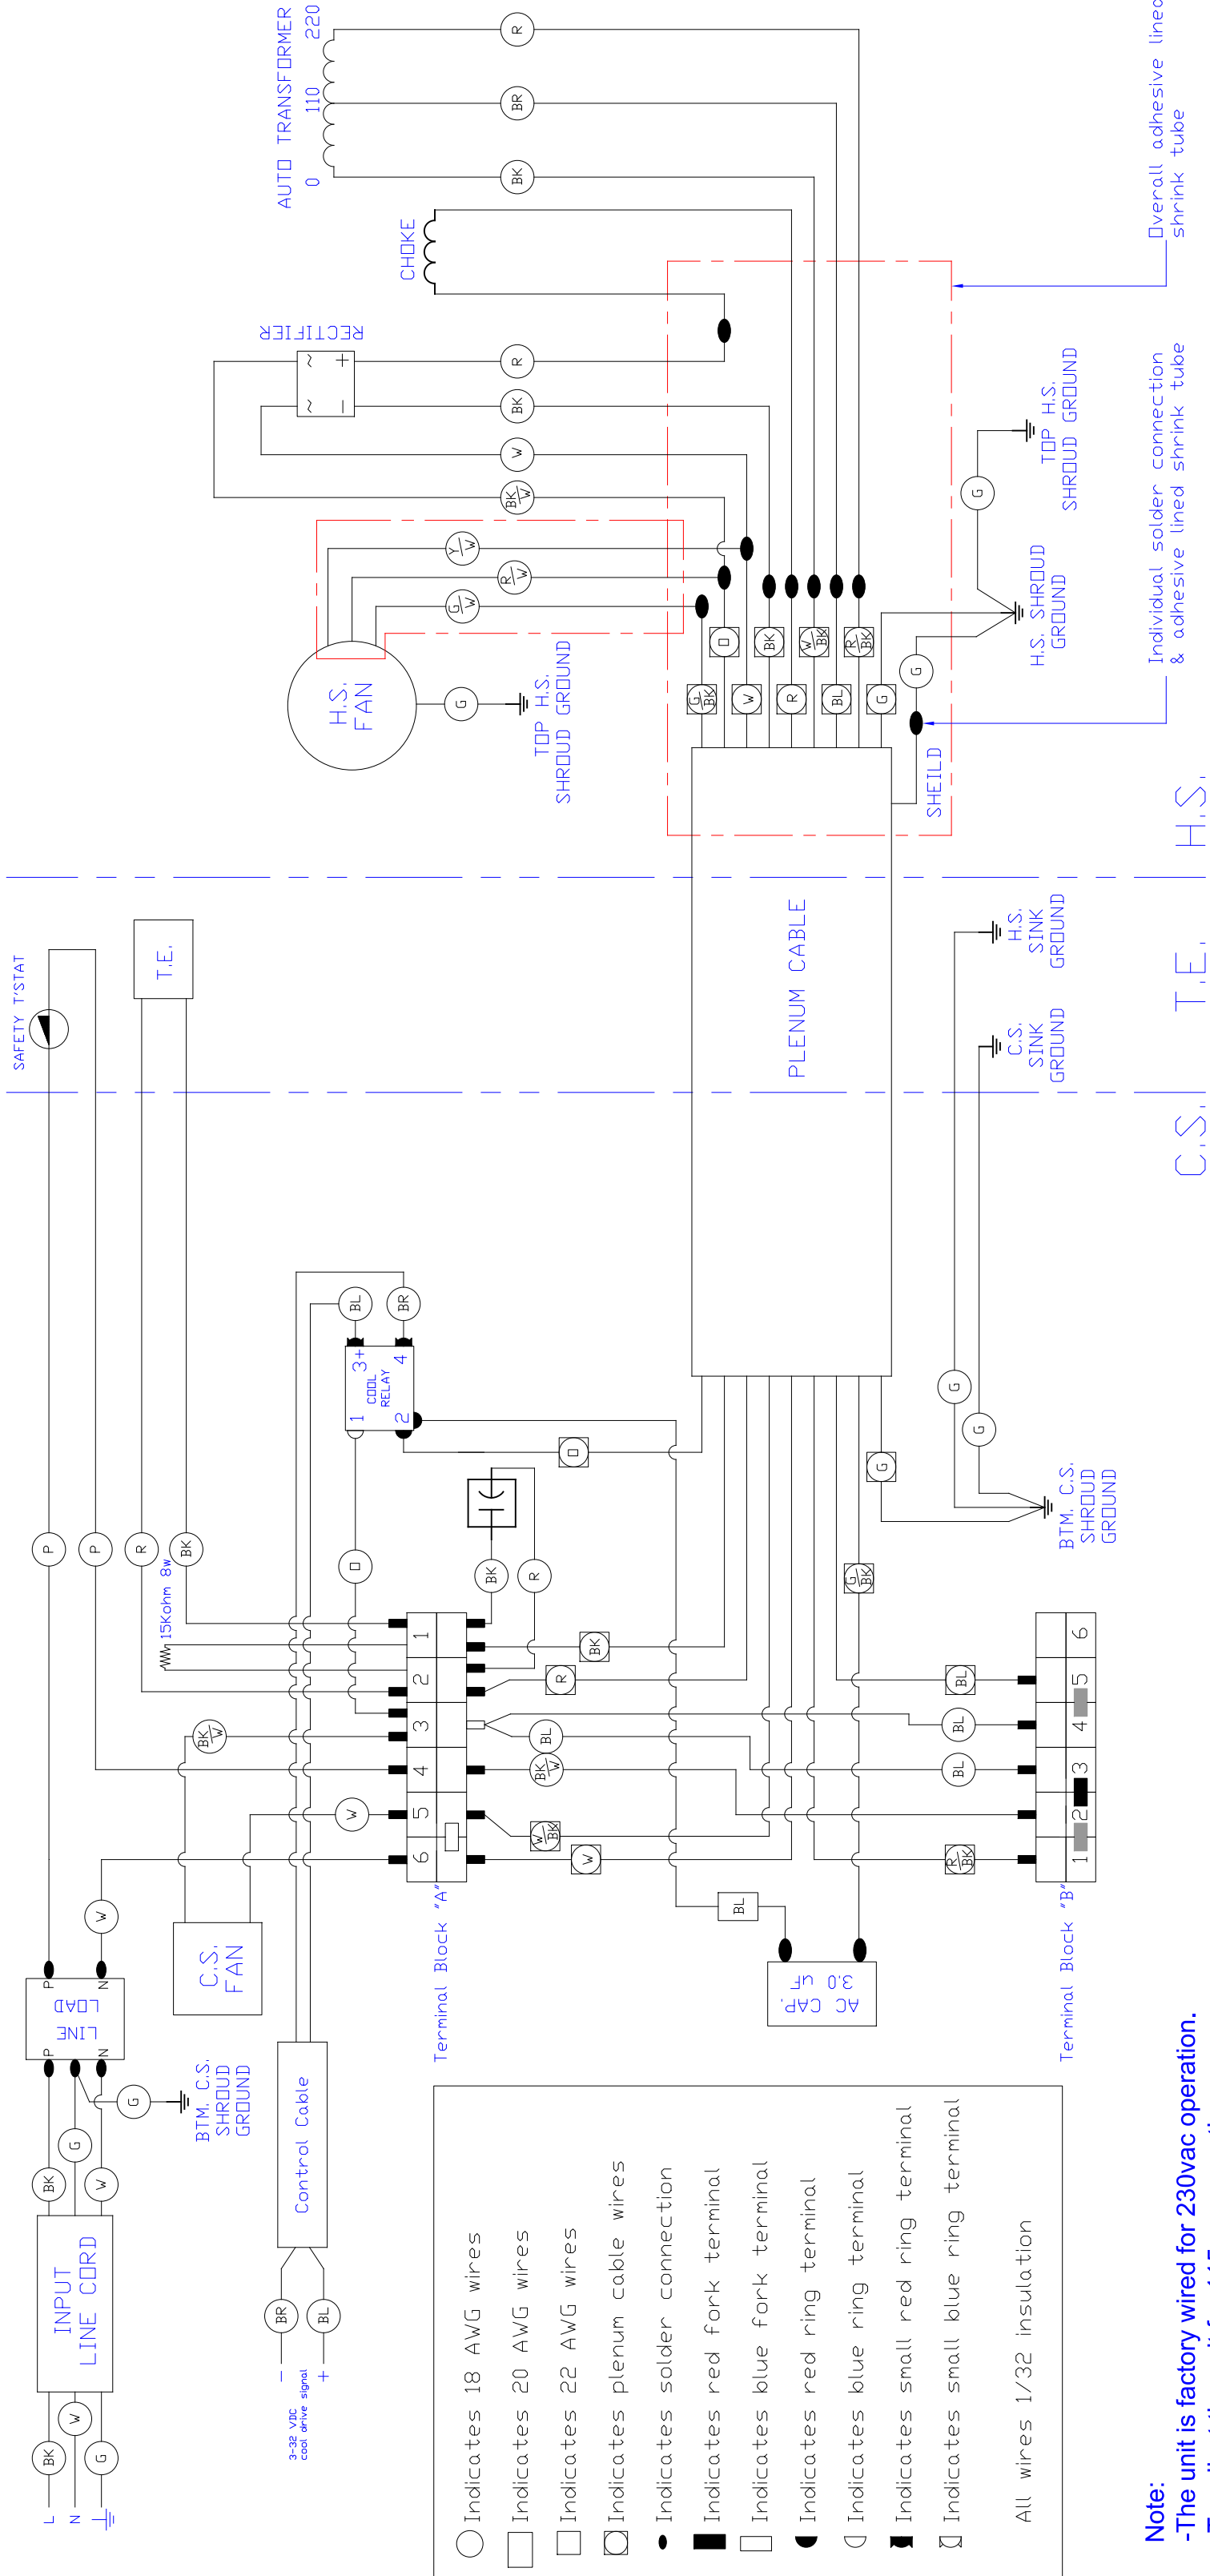 AUTO TRANSFORMER
0 110 220
BK
BR
R
CHOKE
RECTIFIER
~ ~
− +
R
BK
W
BK/W
Y/W
R/W
G/W
H.S.
FAN
G
TOP H.S.
SHROUD GROUND
G/BK
O
W
BK
R
W/BK
BL
R/BK
G
G
SHEILD
H.S. SHROUD
GROUND
G
TOP H.S.
SHROUD GROUND
Overall adhesive lined
shrink tube
Individual solder connection
& adhesive lined shrink tube
H.S.
T.E.
C.S.
SAFETY T'STAT
T.E.
PLENUM CABLE
H.S.
SINK
GROUND
C.S.
SINK
GROUND
G
G
BTM. C.S.
SHROUD
GROUND
G
P
P
R
BK
15Kohm 8w
COOL
RELAY
1
2
3+
4
BL
BR
O
O
BK
R
BK
R
BL
BK/W
W/BK
W
G/BK
BK/W
W
6 5 4 3 2 1
Terminal Block "A"
BL
BL
BL
R/BK
1 2 3 4 5 6
Terminal Block "B"
BL
AC CAP.
3.0 uF
C.S.
FAN
W
P
N
LINE
LOAD
P
N
BK
G
W
G
BTM. C.S.
SHROUD
GROUND
INPUT
LINE CORD
BK
W
G
L
N
Control Cable
BR
BL
−
+
3-32 VDC
cool drive signal
Indicates 18 AWG wires
Indicates 20 AWG wires
Indicates 22 AWG wires
Indicates plenum cable wires
Indicates solder connection
Indicates red fork terminal
Indicates blue fork terminal
Indicates red ring terminal
Indicates blue ring terminal
Indicates small red ring terminal
Indicates small blue ring terminal
All wires 1/32 insulation
Note:
-The unit is factory wired for 230vac operation.